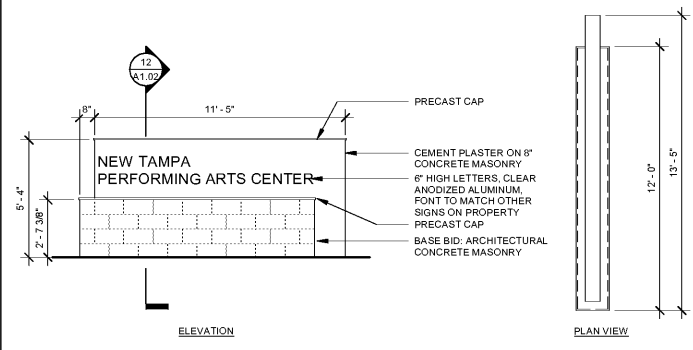 12
A1.02
8"
11' - 5"
PRECAST CAP
NEW TAMPA
PERFORMING ARTS CENTER
CEMENT PLASTER ON 8"
CONCRETE MASONRY
6" HIGH LETTERS, CLEAR
ANODIZED ALUMINUM,
FONT TO MATCH OTHER
SIGNS ON PROPERTY
PRECAST CAP
BASE BID: ARCHITECTURAL
CONCRETE MASONRY
5' - 4"
2' - 7 3/8"
12' - 0"
13' - 5"
ELEVATION
PLAN VIEW